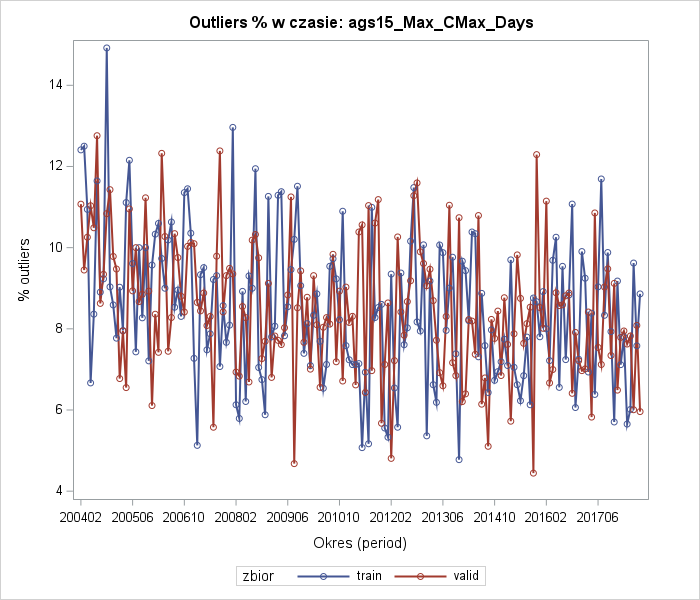 Outliers % w czasie: ags15_Max_CMax_Days
% outliers
14
12
10
8
6
4
200402 200506 200610 200802 200906 201010 201202 201306 201410 201602 201706
Okres (period)
zbior train valid